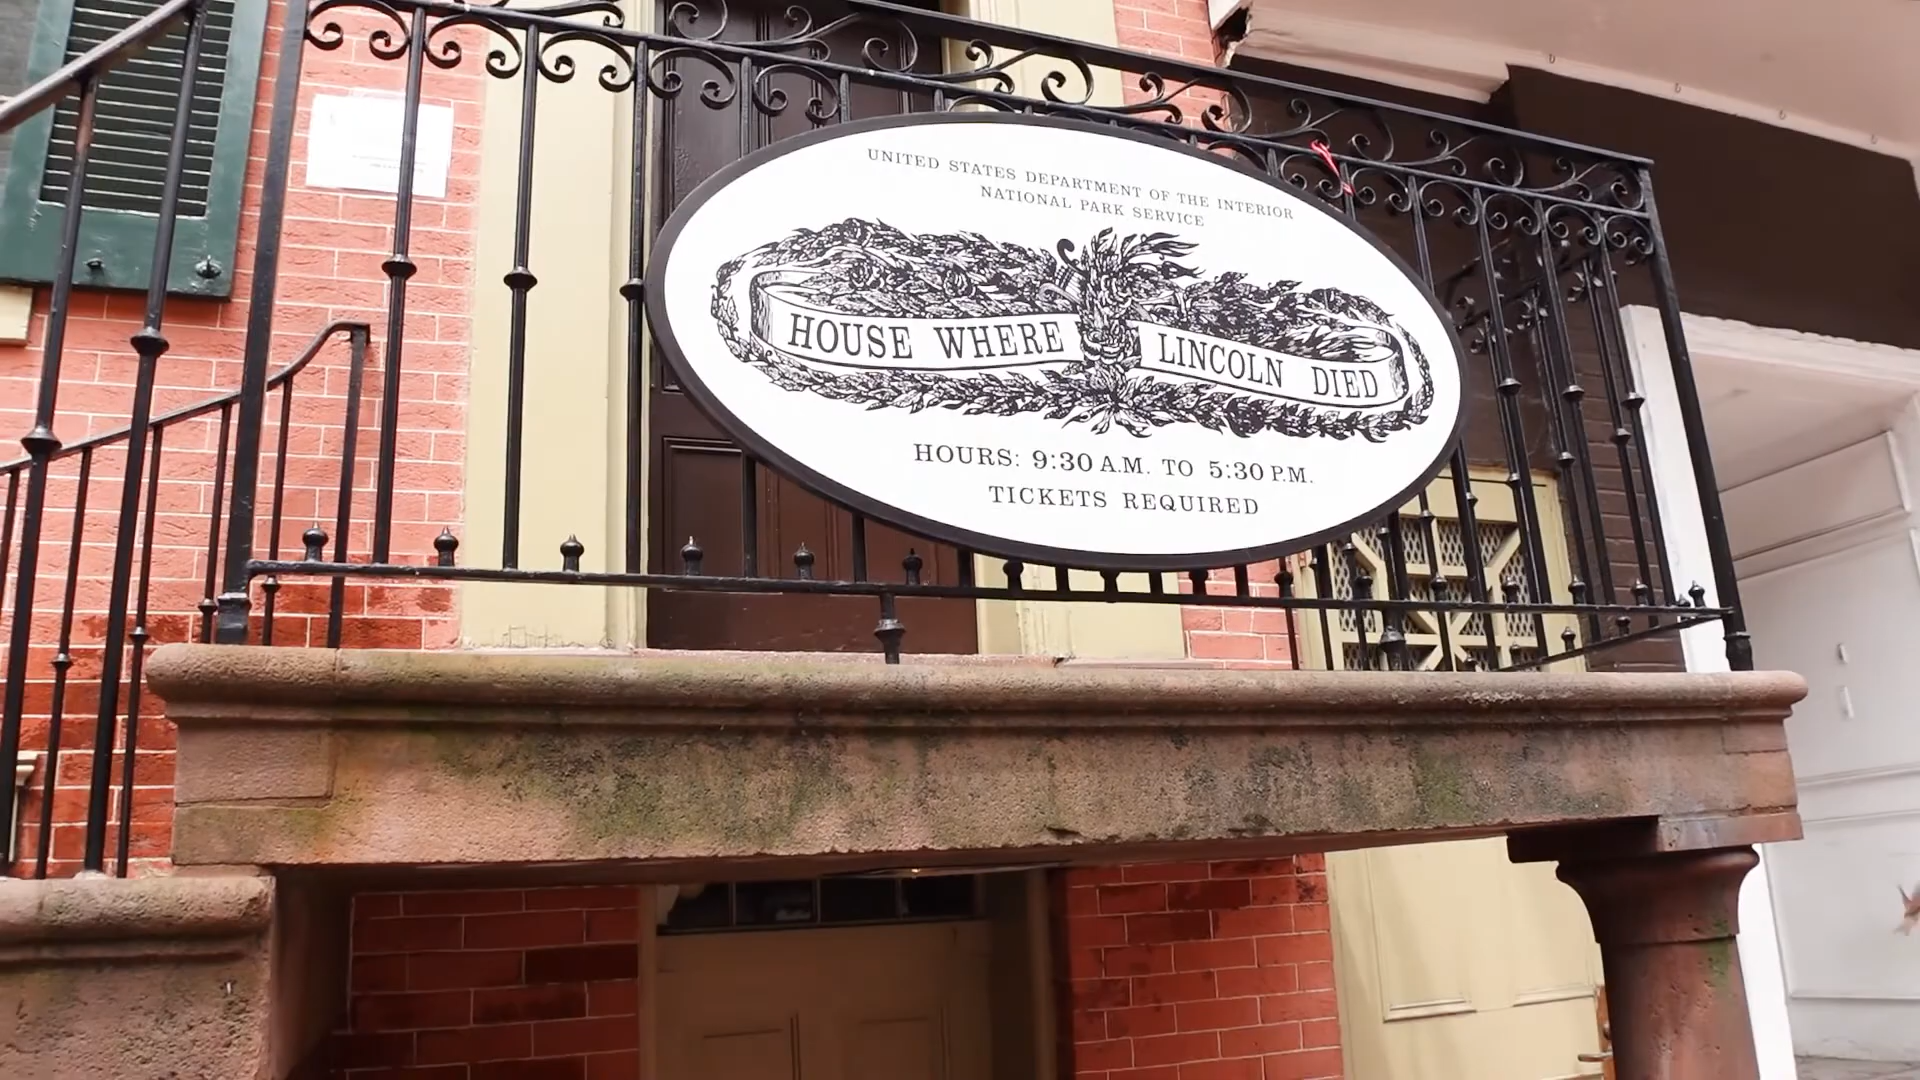 UNITED STATES DEPARTMENT OF THE INTERIOR
NATIONAL PARK SERVICE
HOUSE WHERE LINCOLN DIED
HOURS: 9:30 A.M. TO 5:30 P.M.
TICKETS REQUIRED